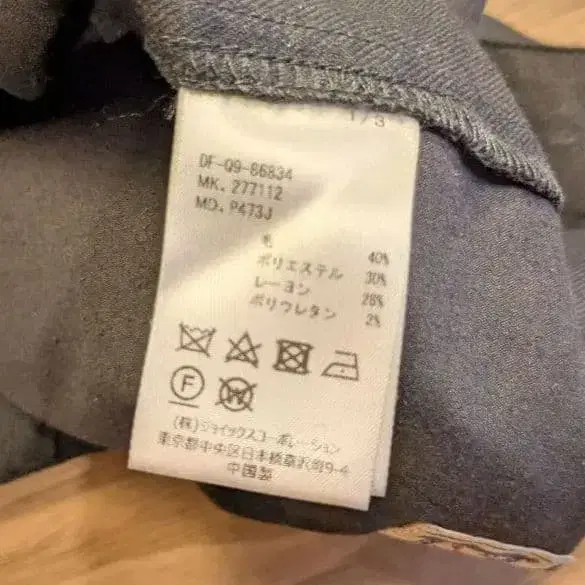 1/3
DF-09-86834
MK. 277112
MD. P473J
毛 40%
ポリエステル 30%
レーヨン 28%
ポリウレタン 2%
F
W
(株)ジョイックスコーポレーション
東京都中央区日本橋富沢町9-4
中国製